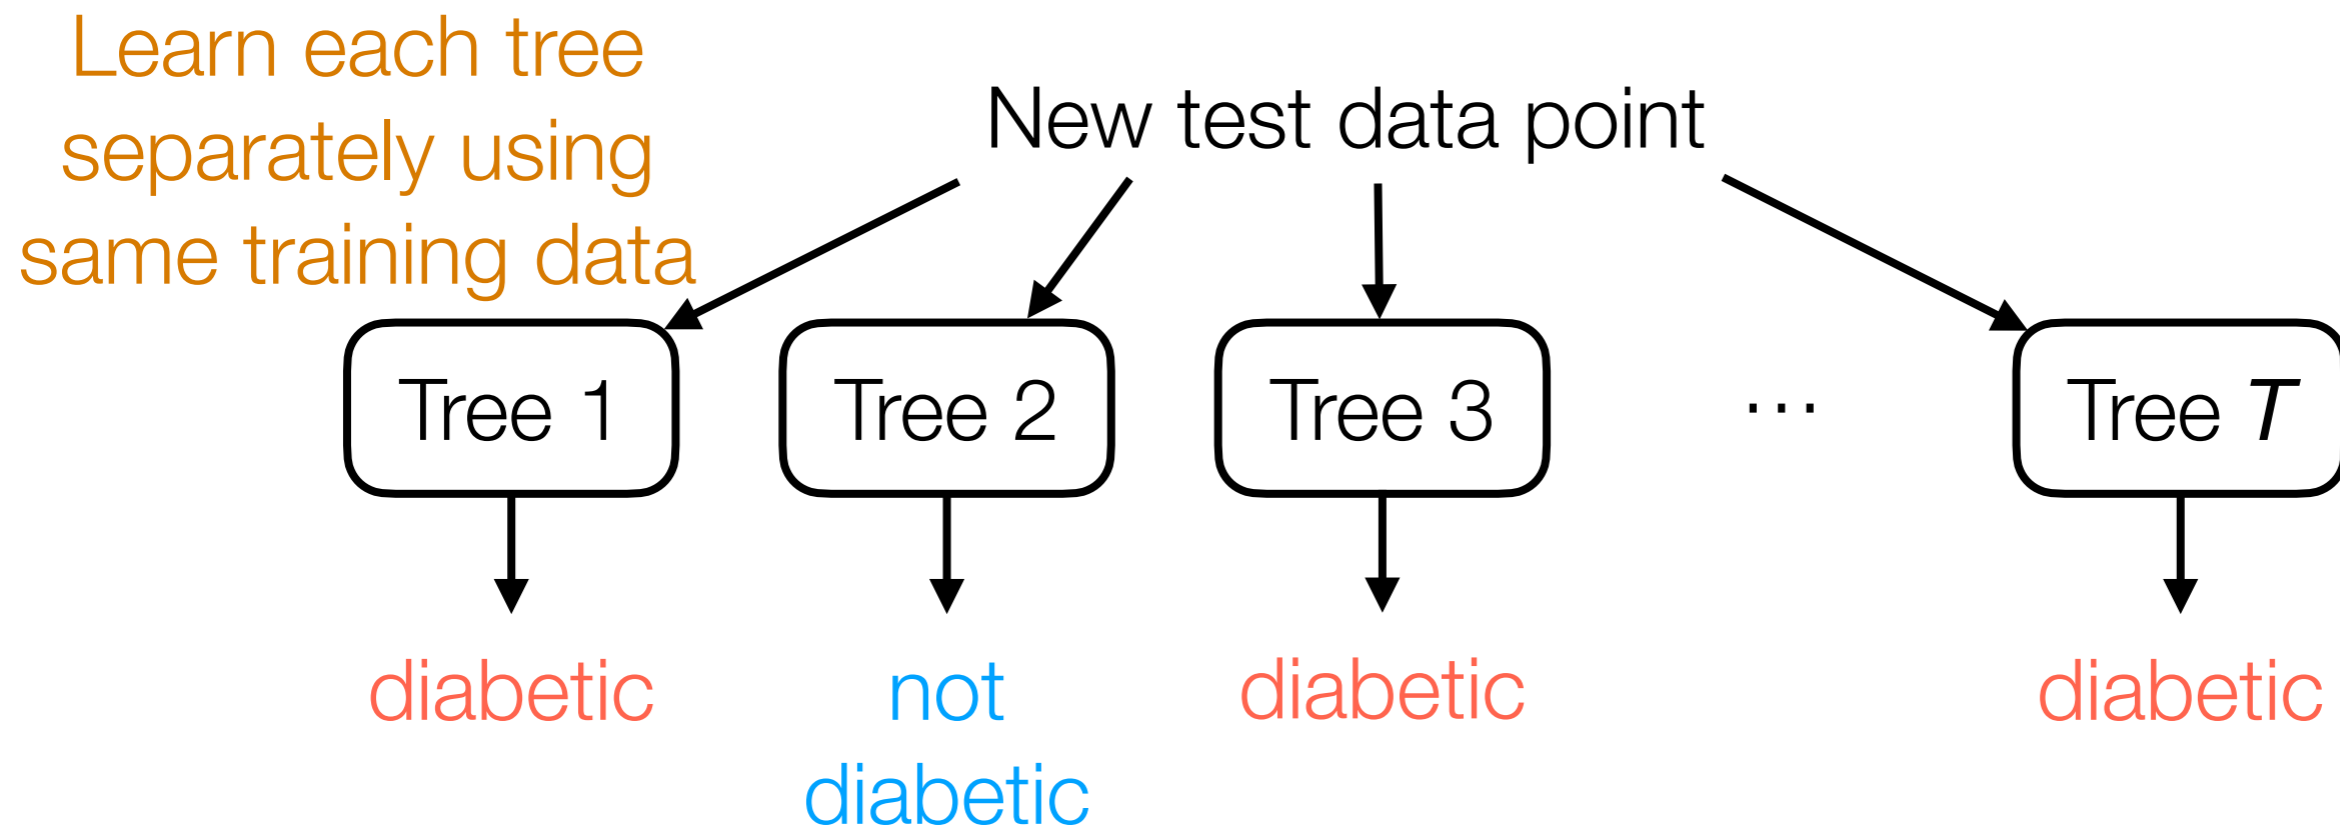 Learn each tree
separately using
same training data
New test data point
Tree 1
Tree 2
Tree 3
...
Tree T
diabetic
not
diabetic
diabetic
diabetic